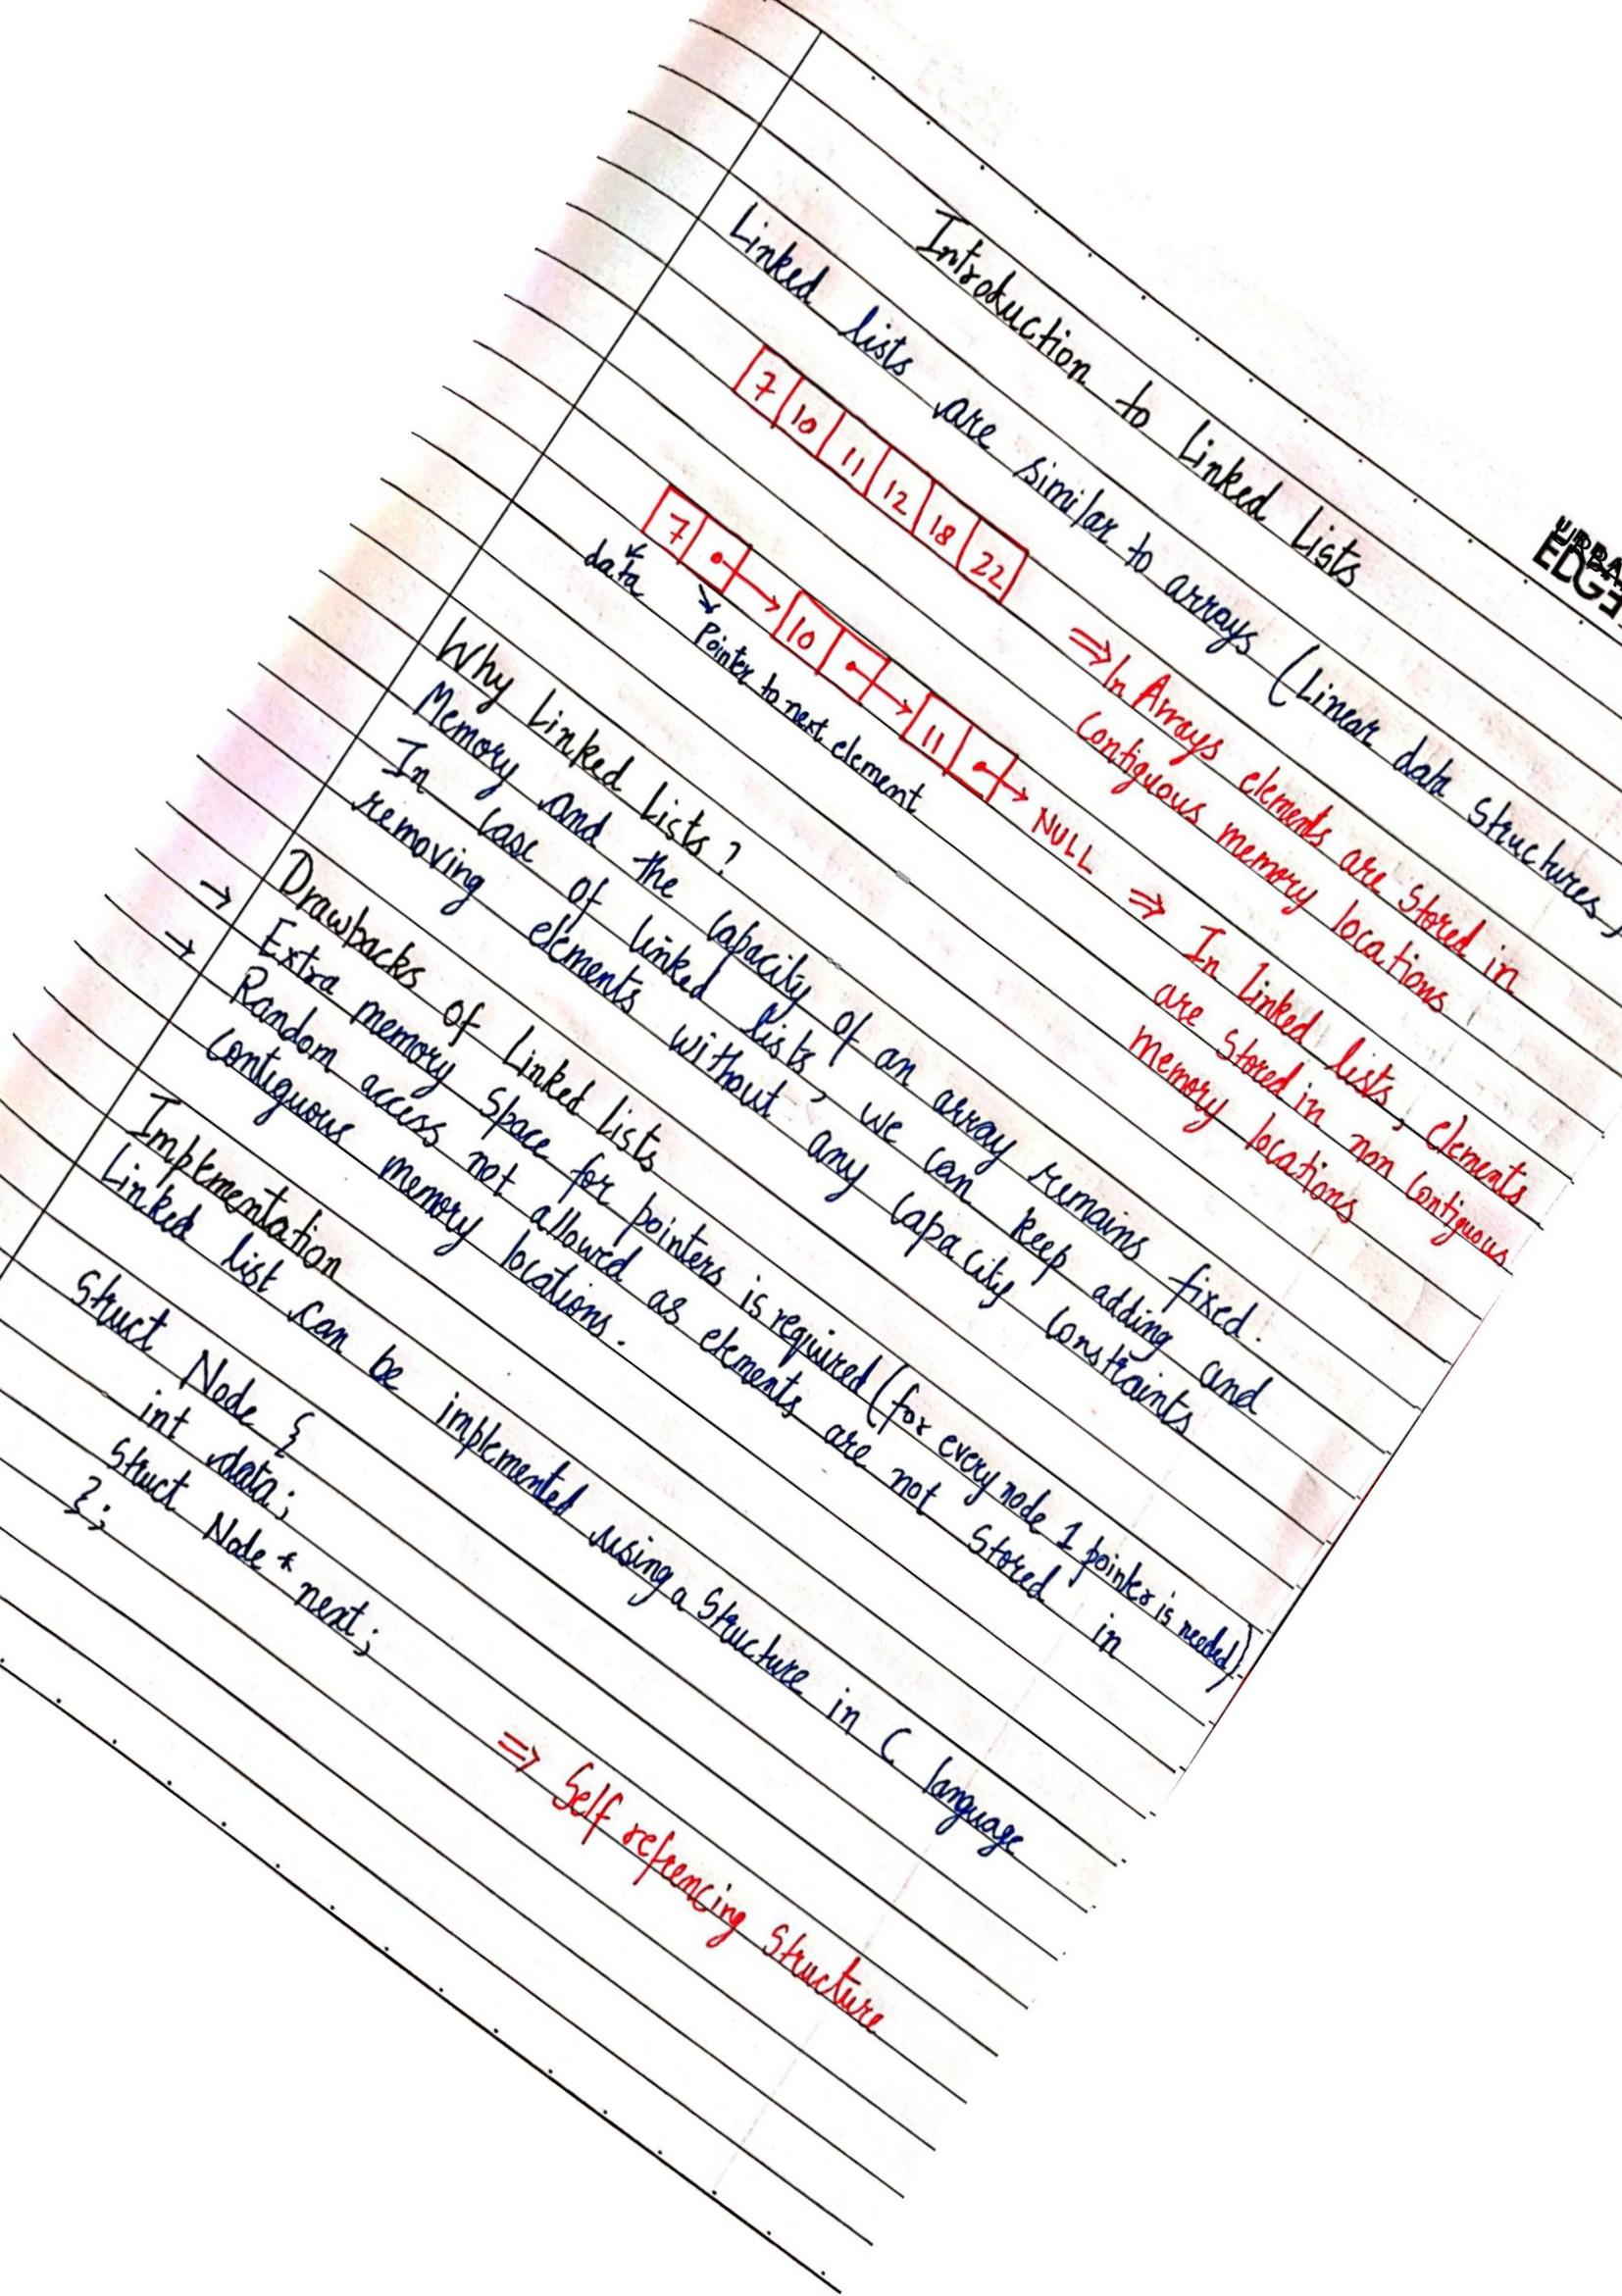 URBA
EDGE
Introduction to Linked Lists
Linked lists are similar to arrays (Linear data Structures)
7 10 11 12 18 22 ⇒ In Arrays elements are stored in
Contiguous memory locations
7 → 10 → 11 → NULL ⇒ In linked lists, elements
are stored in non contiguous
memory locations
data
Pointer to next element
Why Linked Lists?
Memory and the capacity of an array remains fixed.
In case of linked lists, we can keep adding and
removing elements without any capacity constraints
Drawbacks of Linked Lists
→ Extra memory space for pointers is required (for every node 1 pointer is needed)
→ Random access not allowed as elements are not stored in
contiguous memory locations.
Implementation
Linked list can be implemented using a structure in C language
Struct Node {
int data;
Struct Node * next;
};
⇒ Self refrencing Structure